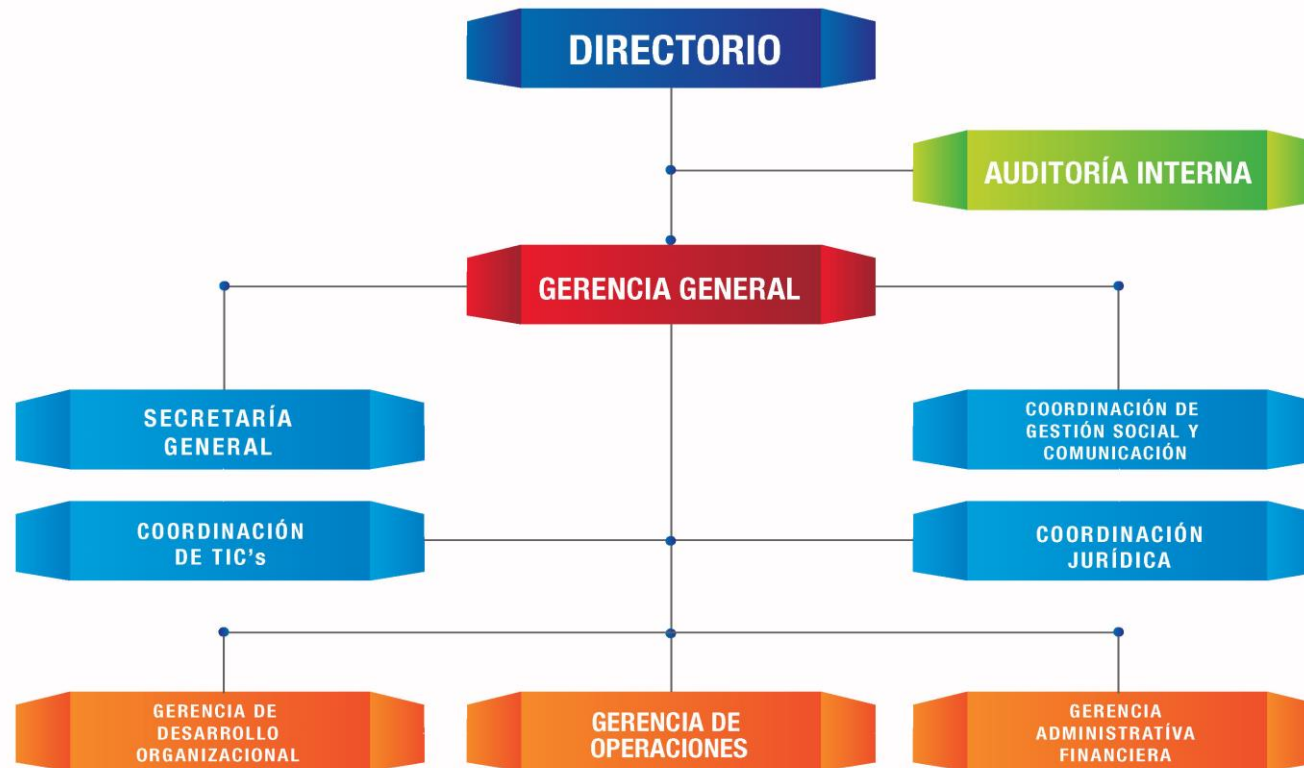 DIRECTORIO
AUDITORÍA INTERNA
GERENCIA GENERAL
SECRETARÍA
GENERAL
COORDINACIÓN DE
GESTIÓN SOCIAL Y
COMUNICACIÓN
COORDINACIÓN
DE TIC's
COORDINACIÓN
JURÍDICA
GERENCIA DE
DESARROLLO
ORGANIZACIONAL
GERENCIA DE
OPERACIONES
GERENCIA
ADMINISTRATÍVA
FINANCIERA